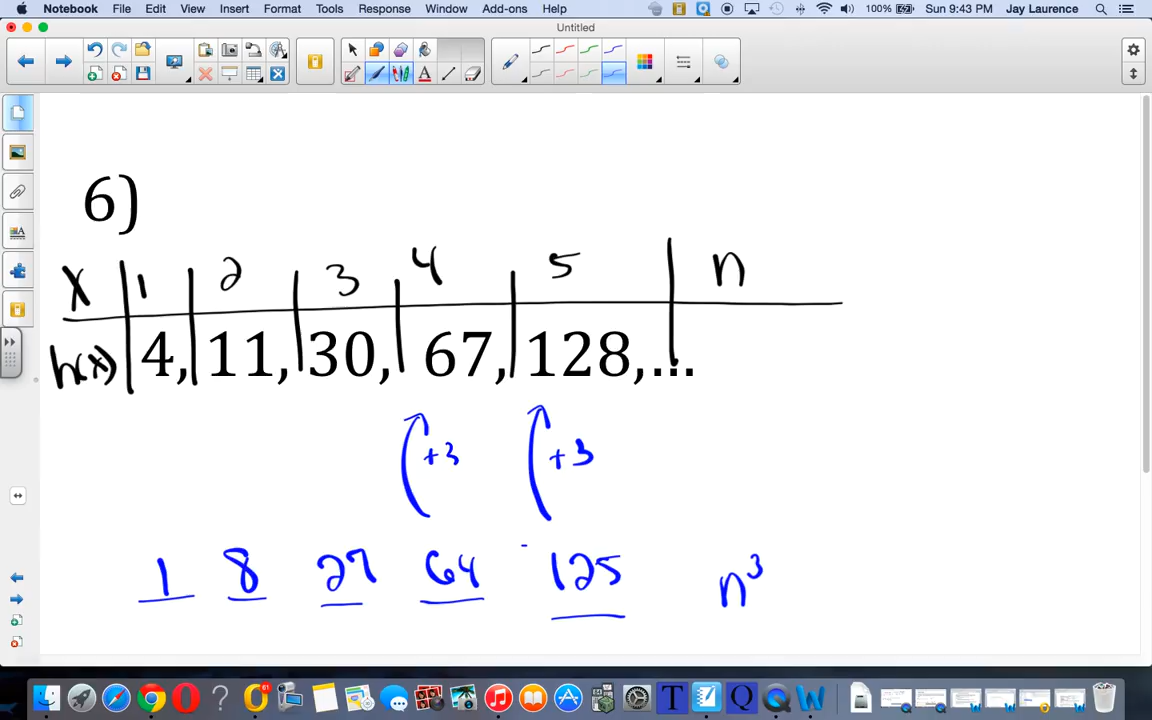 Notebook File Edit View Insert Format Tools Response Window Add-ons Help 100% Sun 9:43 PM Jay Laurence
Untitled
A
6)
x 1 2 3 4 5 n
h(x) 4, 11, 30, 67, 128, ...
+3 +3
1 8 27 64 125 n³